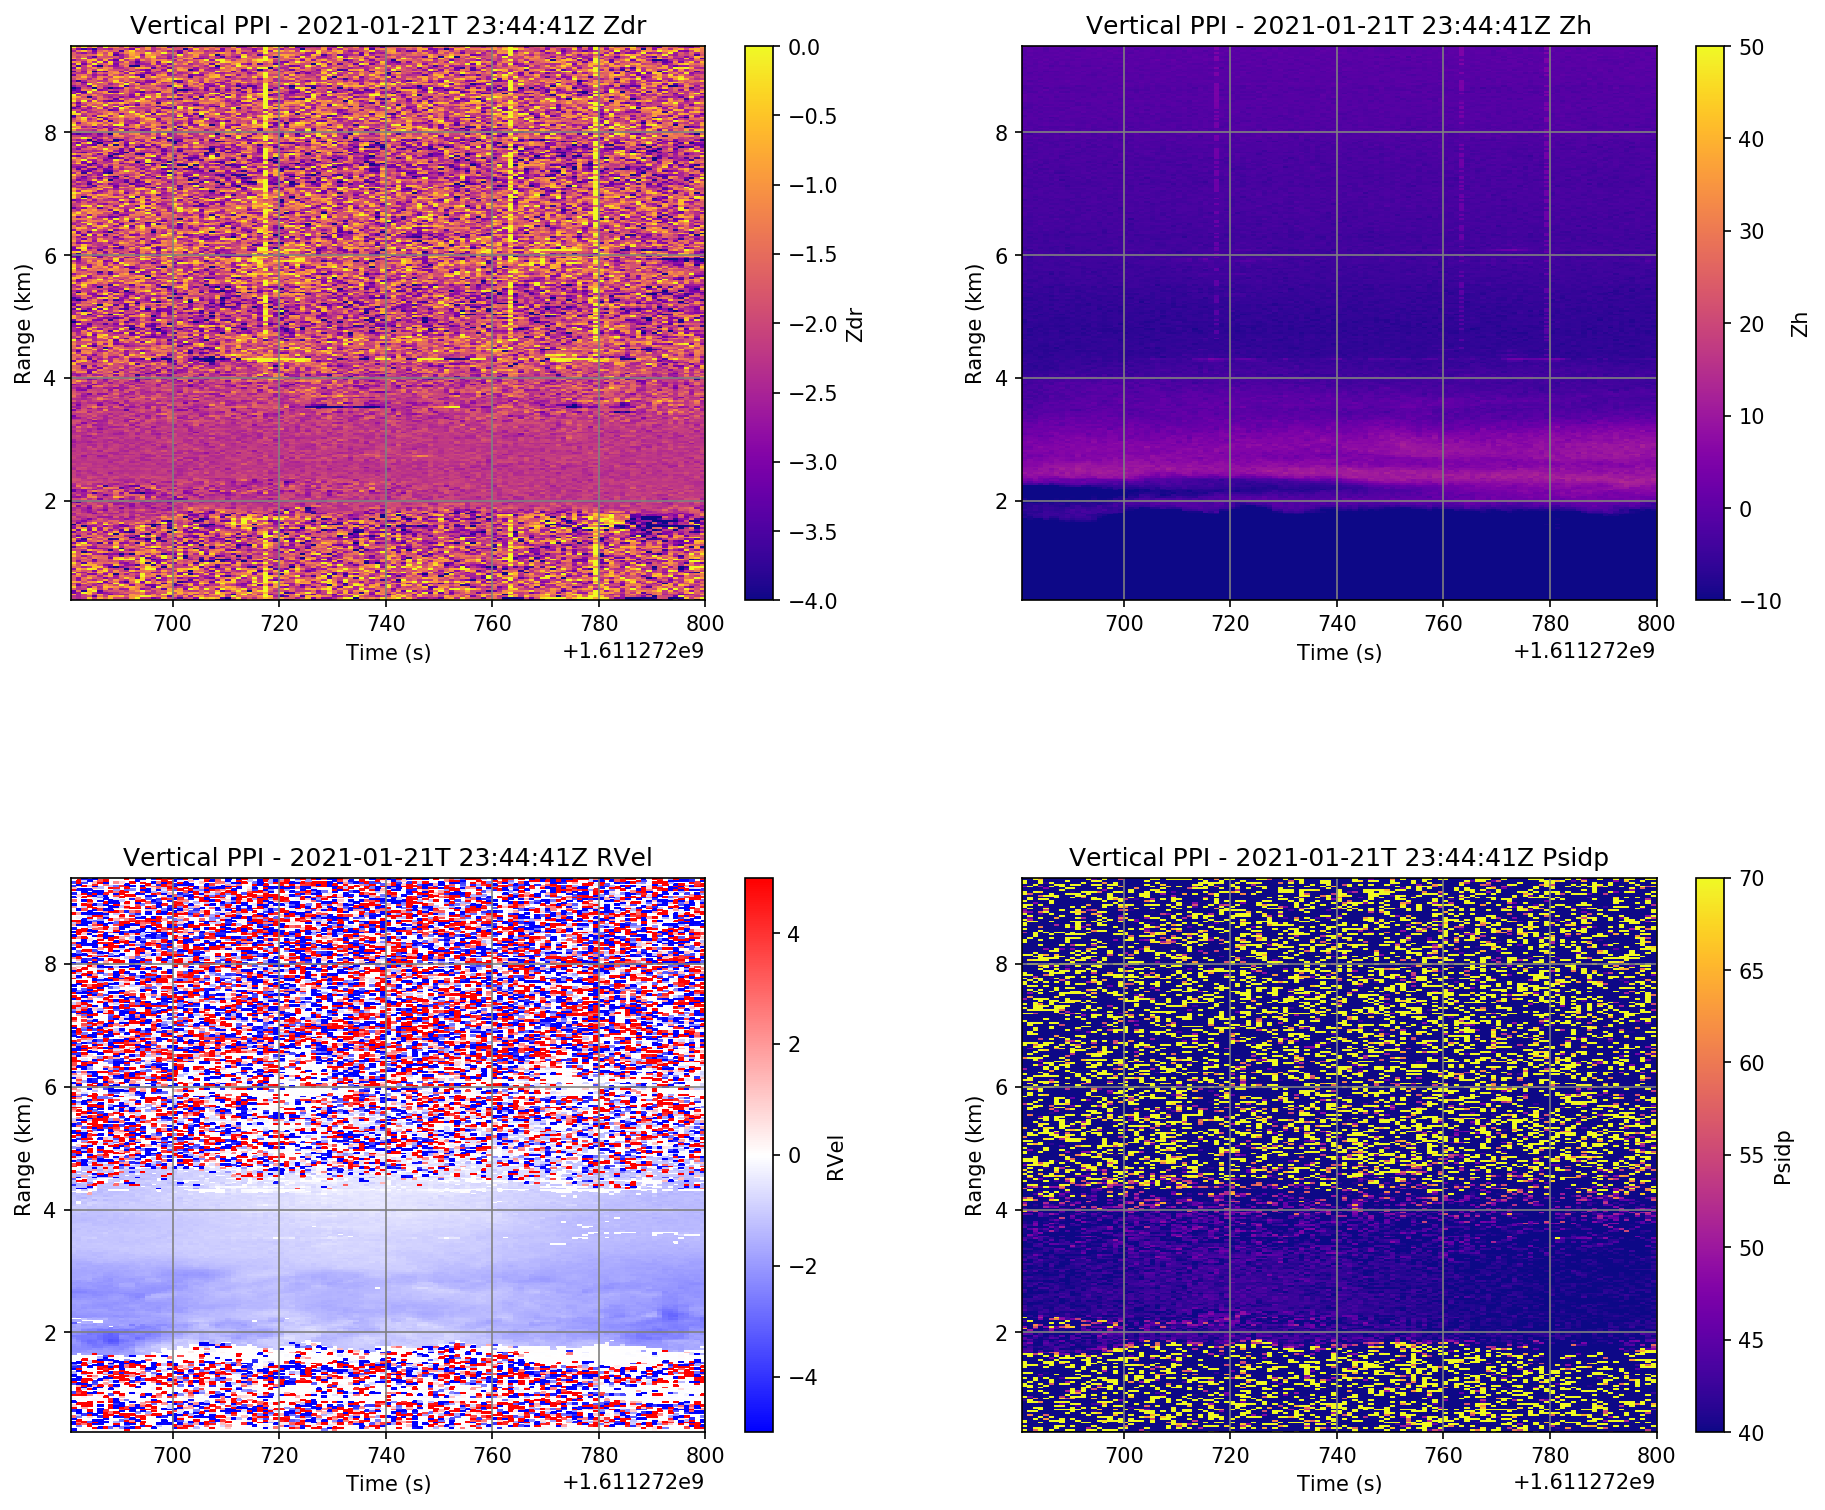 Vertical PPI - 2021-01-21T 23:44:41Z Zdr
Range (km)
8
6
4
2
700 720 740 760 780 800
Time (s)
+1.611272e9
0.0
−0.5
−1.0
−1.5
−2.0
−2.5
−3.0
−3.5
−4.0
Zdr
Vertical PPI - 2021-01-21T 23:44:41Z Zh
Range (km)
8
6
4
2
700 720 740 760 780 800
Time (s)
+1.611272e9
50
40
30
20
10
0
−10
Zh
Vertical PPI - 2021-01-21T 23:44:41Z RVel
Range (km)
8
6
4
2
700 720 740 760 780 800
Time (s)
+1.611272e9
4
2
0
−2
−4
RVel
Vertical PPI - 2021-01-21T 23:44:41Z Psidp
Range (km)
8
6
4
2
700 720 740 760 780 800
Time (s)
+1.611272e9
70
65
60
55
50
45
40
Psidp